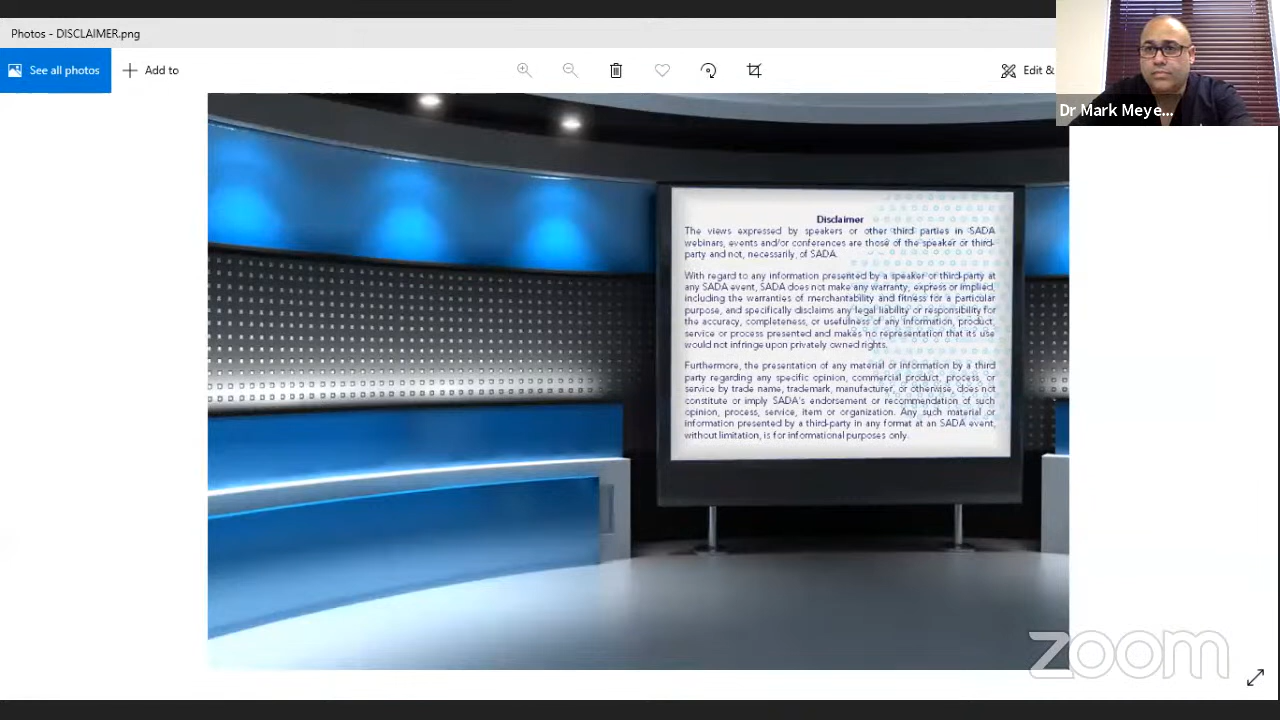 Photos - DISCLAIMER.png
See all photos
Add to
Edit &
Dr Mark Meye...
Disclaimer
The views expressed by speakers or other third parties in SADA
webinars, events and/or conferences are those of the speaker or third-
party and not, necessarily, of SADA.
With regard to any information presented by a speaker or third-party at
any SADA event, SADA does not make any warranty, express or implied,
including the warranties of merchantability and fitness for a particular
purpose, and specifically disclaims any legal liability or responsibility for
the accuracy, completeness, or usefulness of any information, product,
service or process presented and makes no representation that its use
would not infringe upon privately owned rights.
Furthermore, the presentation of any material or information by a third
party regarding any specific opinion, commercial product, process, or
service by trade name, trademark, manufacturer, or otherwise, does not
constitute or imply SADA's endorsement or recommendation of such
opinion, process, service, item or organization. Any such material or
information presented by a third-party in any format at an SADA event,
without limitation, is for informational purposes only.
zoom